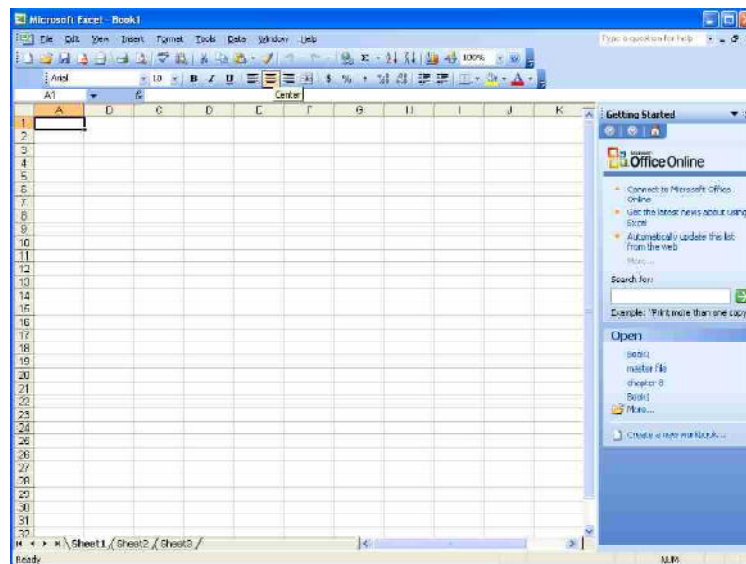 Microsoft Excel - Book1
File Edit View Insert Format Tools Data Window Help
Type a question for help
100%
Arial 10 B I U $ % ,
Center
A1
A B C D E F G H I J K
1
2
3
4
5
6
7
8
9
10
11
12
13
14
15
16
17
18
19
20
21
22
23
24
25
26
27
28
29
30
31
32
Getting Started
Microsoft
Office Online
Connect to Microsoft Office
Online
Get the latest news about using
Excel
Automatically update this list
from the web
More...
Search for:
Example: "Print more than one copy
Open
Book1
master file
chapter 8
Book1
More...
Create a new workbook...
Sheet1 Sheet2 Sheet3
Ready
NUM